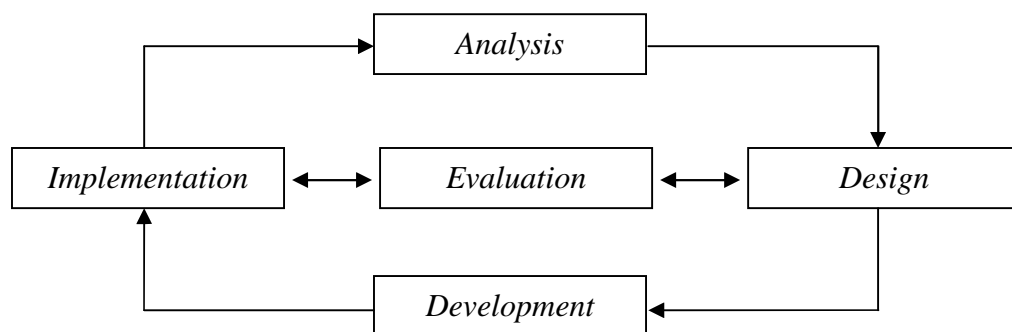 Analysis
Implementation
Evaluation
Design
Development